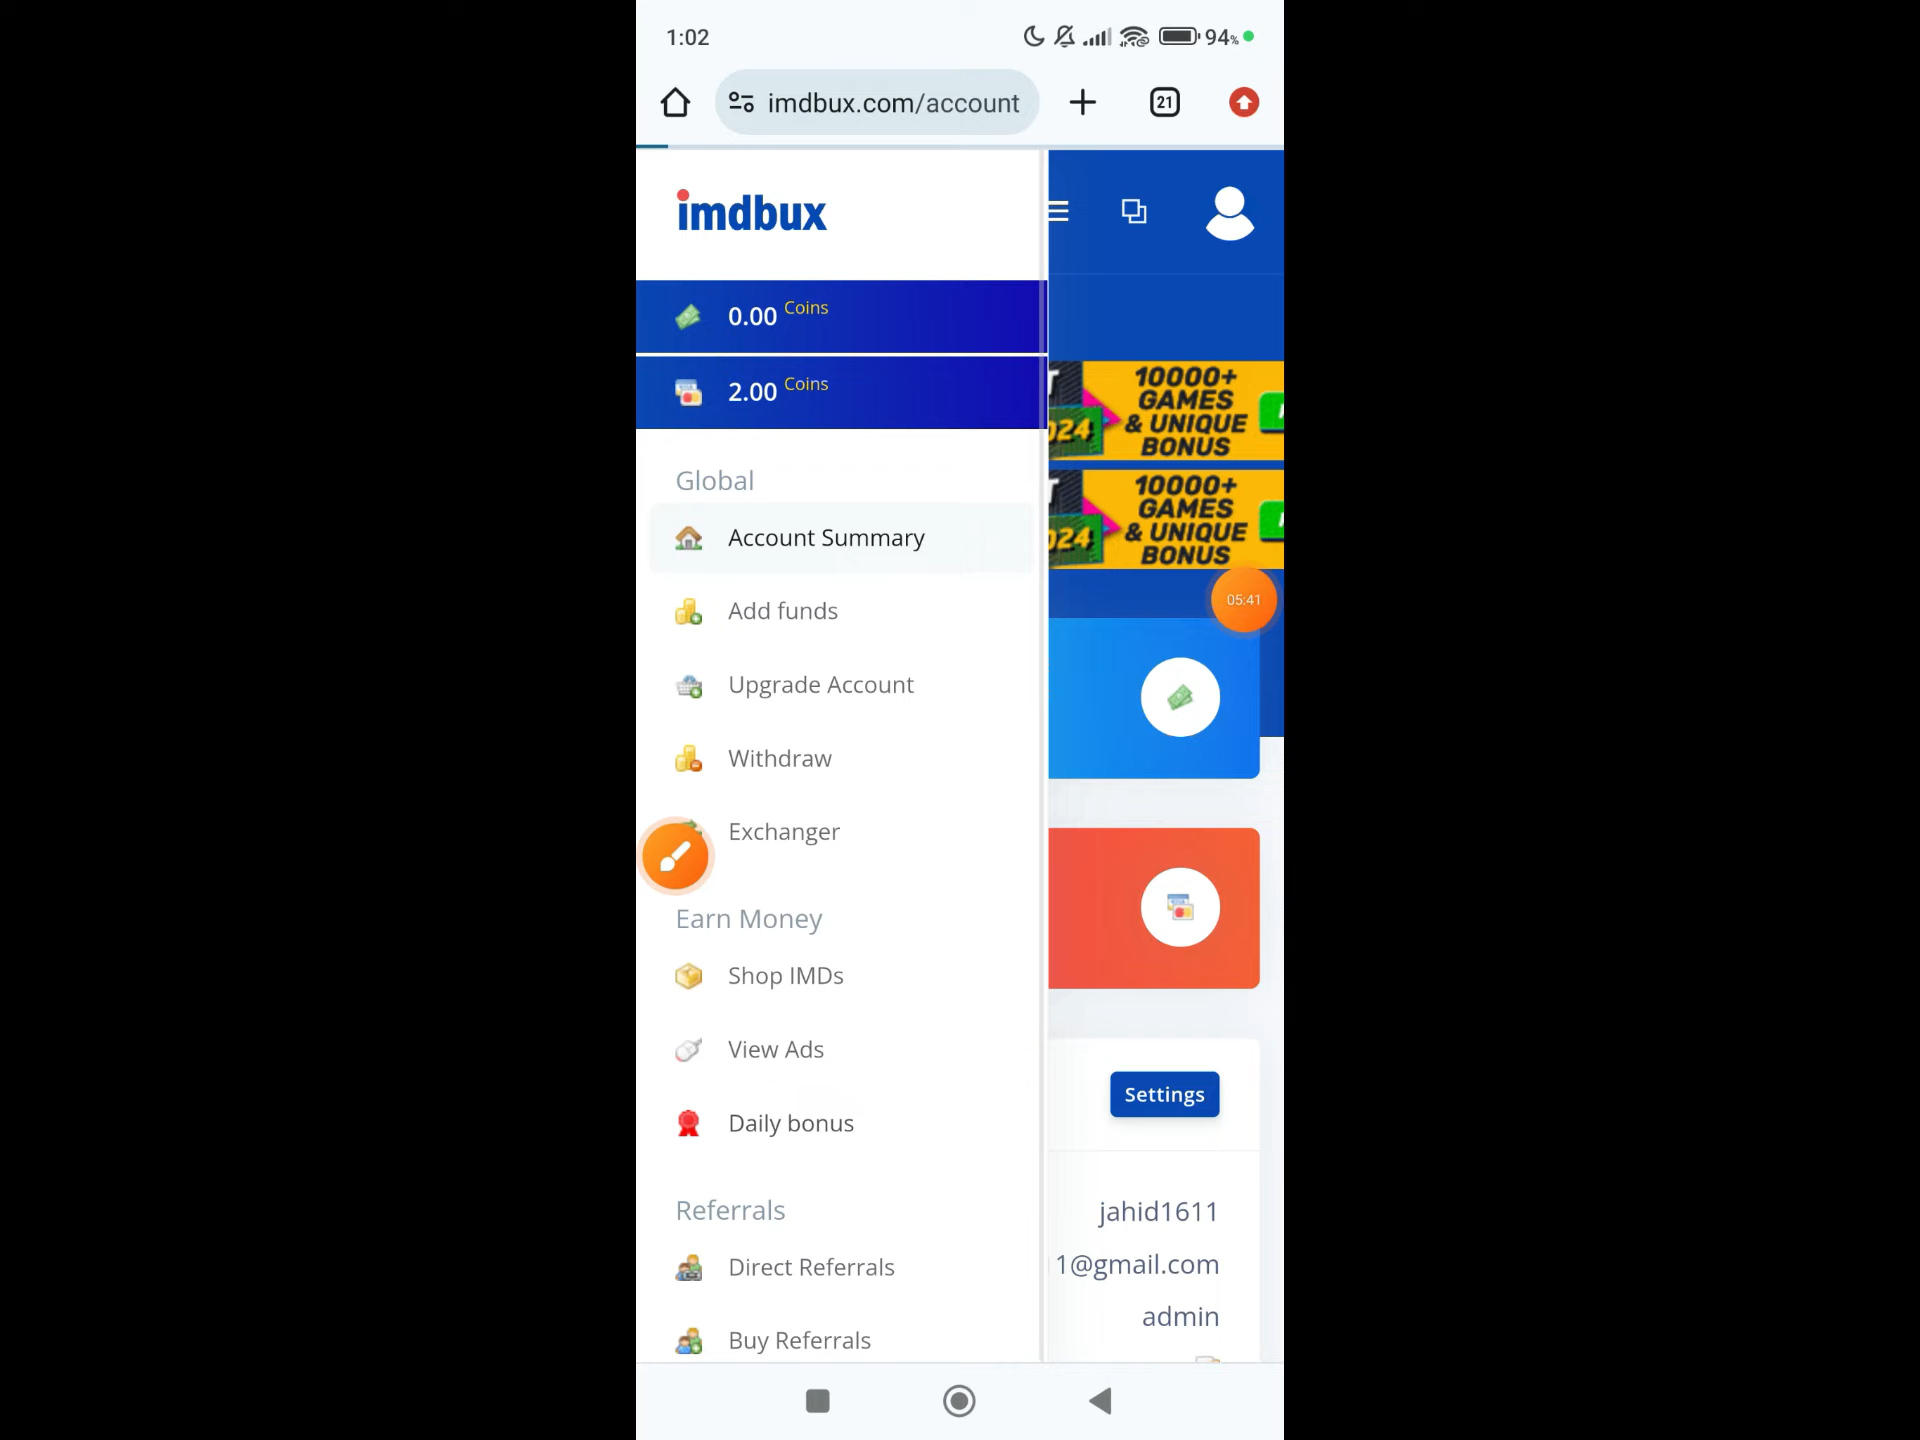 1:02
94%
imdbux.com/account
21
imdbux
0.00 Coins
2.00 Coins
Global
Account Summary
Add funds
Upgrade Account
Withdraw
Exchanger
Earn Money
Shop IMDs
View Ads
Daily bonus
Referrals
Direct Referrals
Buy Referrals
10000+
GAMES
& UNIQUE
BONUS
024
10000+
GAMES
& UNIQUE
BONUS
024
05:41
Settings
jahid1611
1@gmail.com
admin